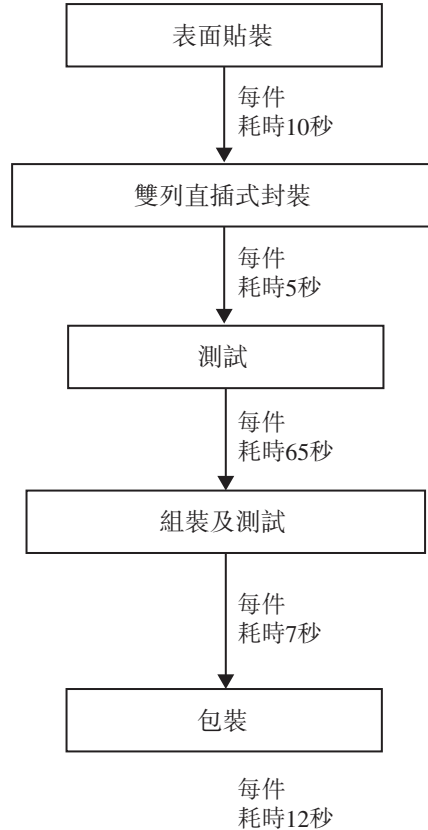 表面貼裝
每件
耗時10秒
雙列直插式封裝
每件
耗時5秒
測試
每件
耗時65秒
組裝及測試
每件
耗時7秒
包裝
每件
耗時12秒